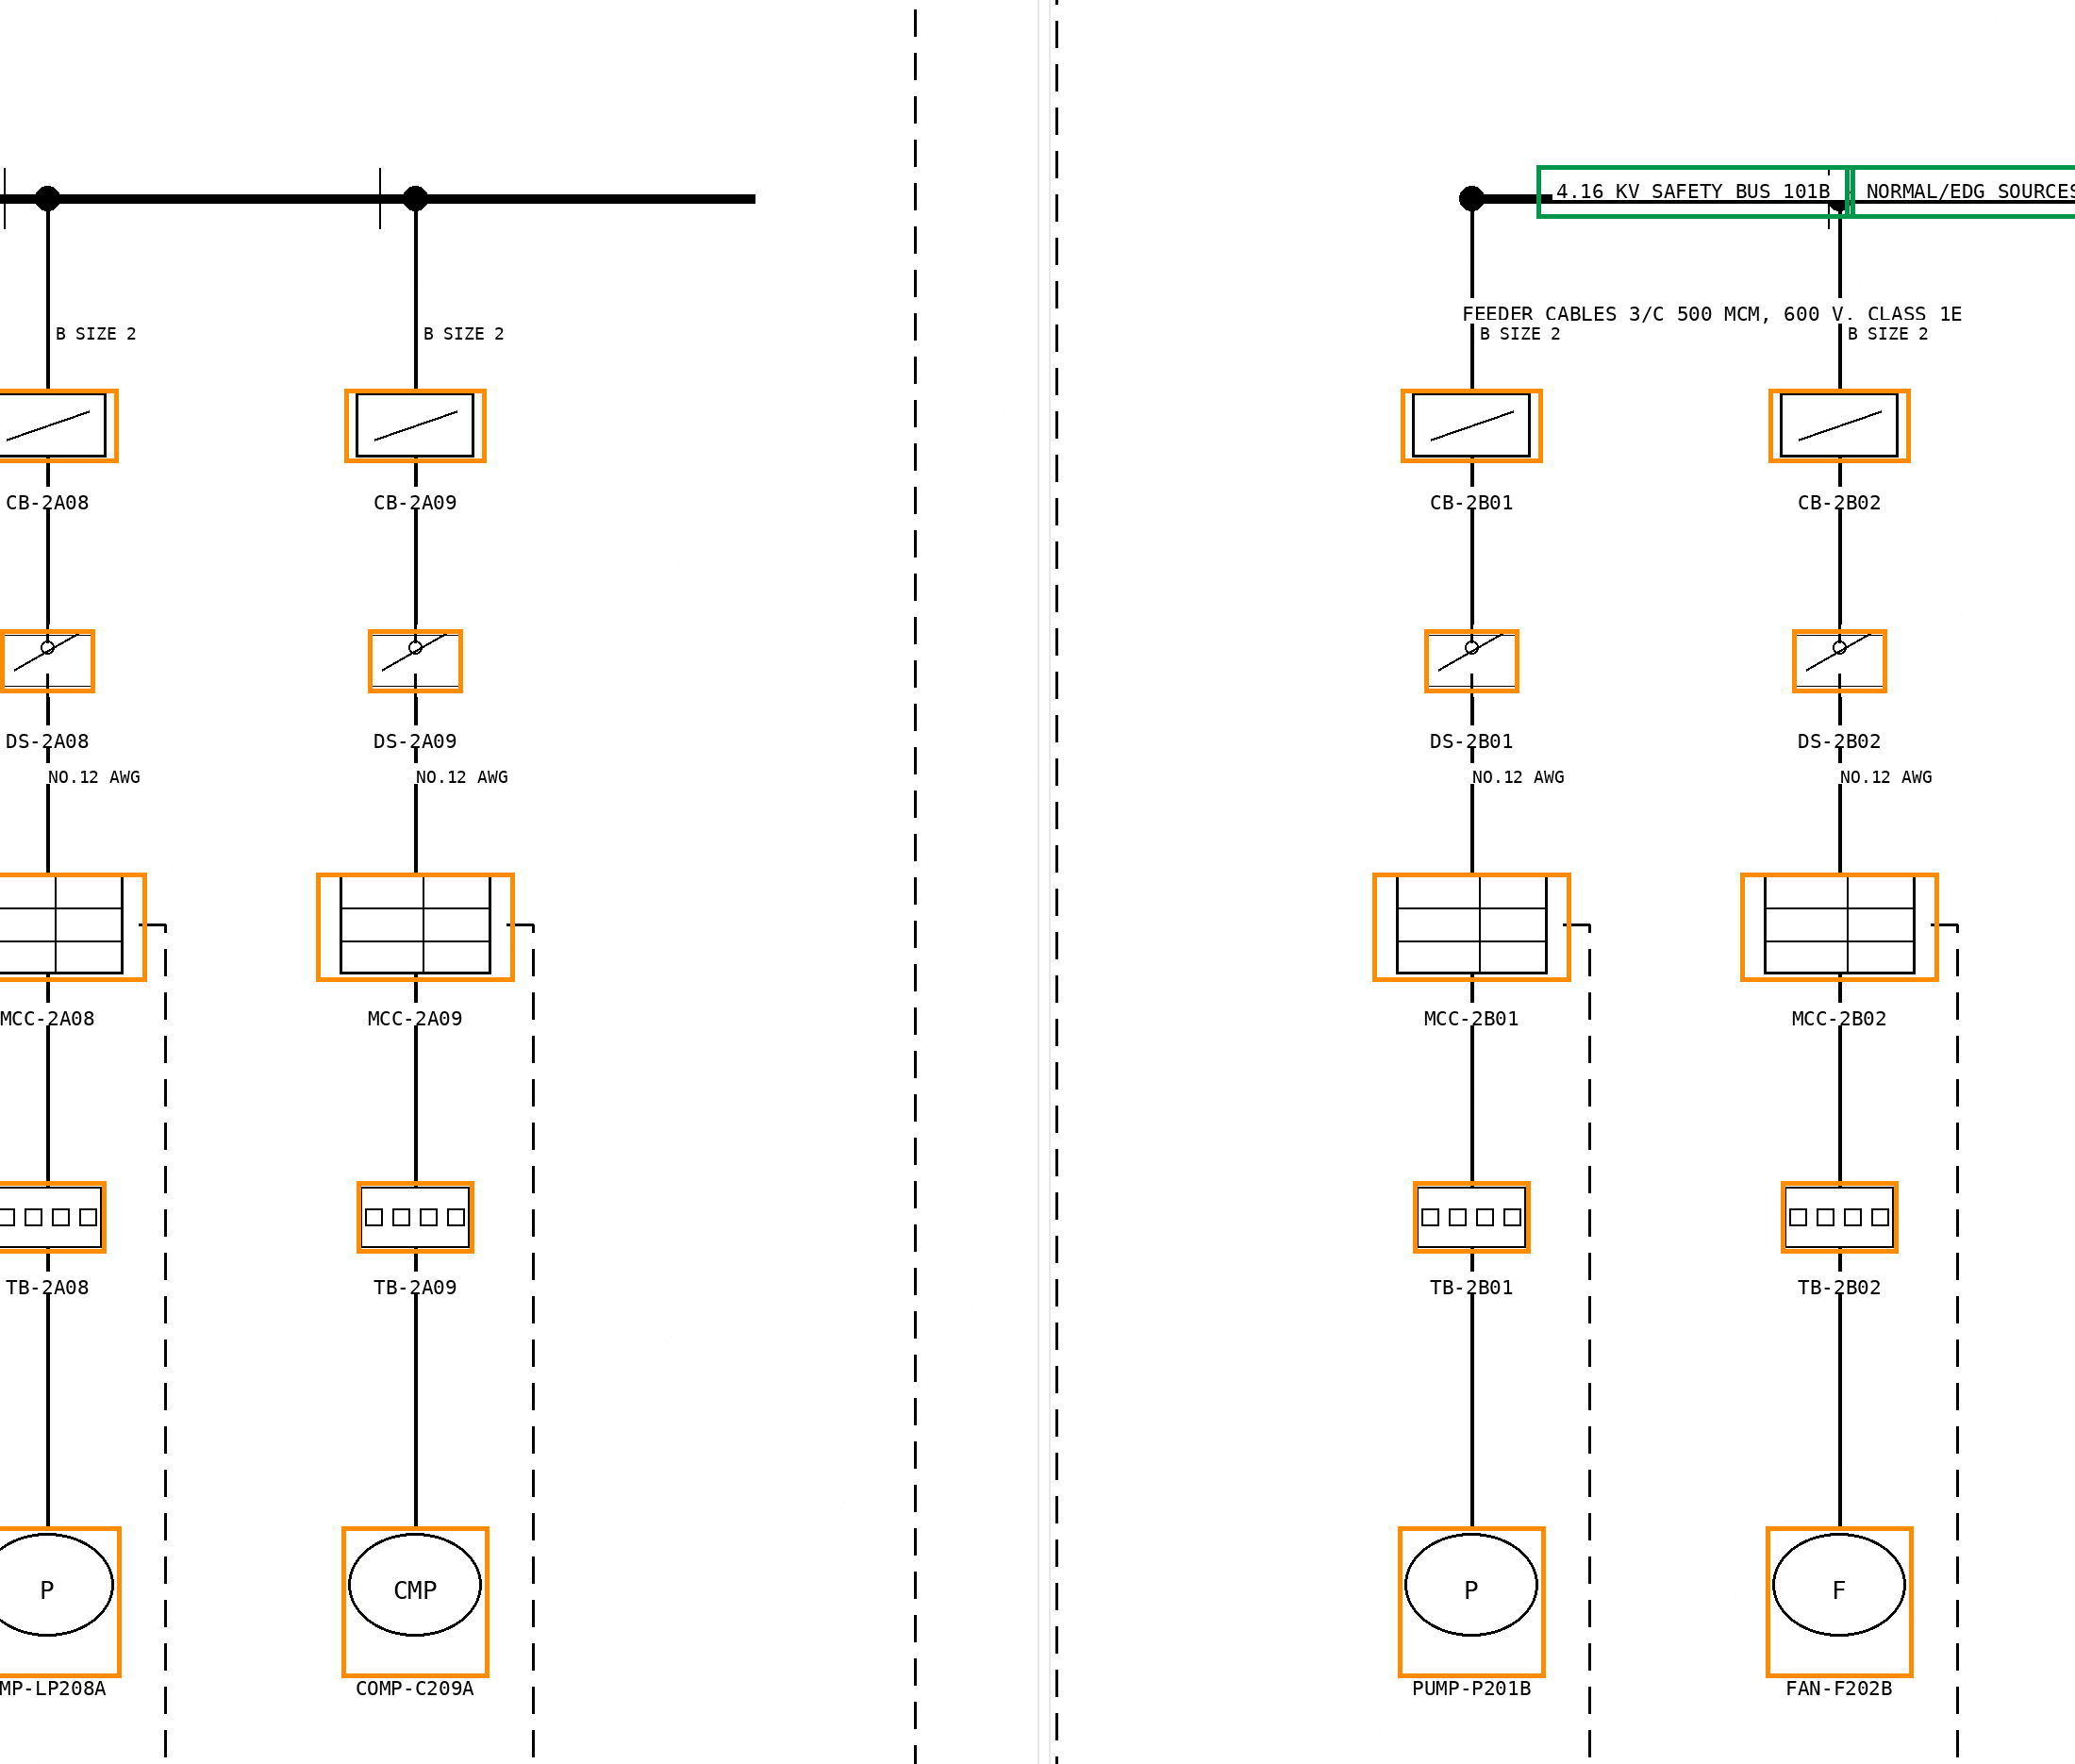 4.16 KV SAFETY BUS 101B
NORMAL/EDG SOURCES
FEEDER CABLES 3/C 500 MCM, 600 V. CLASS 1E
B SIZE 2
B SIZE 2
B SIZE 2
B SIZE 2
CB-2A08
CB-2A09
CB-2B01
CB-2B02
DS-2A08
DS-2A09
DS-2B01
DS-2B02
NO.12 AWG
NO.12 AWG
NO.12 AWG
NO.12 AWG
MCC-2A08
MCC-2A09
MCC-2B01
MCC-2B02
TB-2A08
TB-2A09
TB-2B01
TB-2B02
P
CMP
P
F
MP-LP208A
COMP-C209A
PUMP-P201B
FAN-F202B